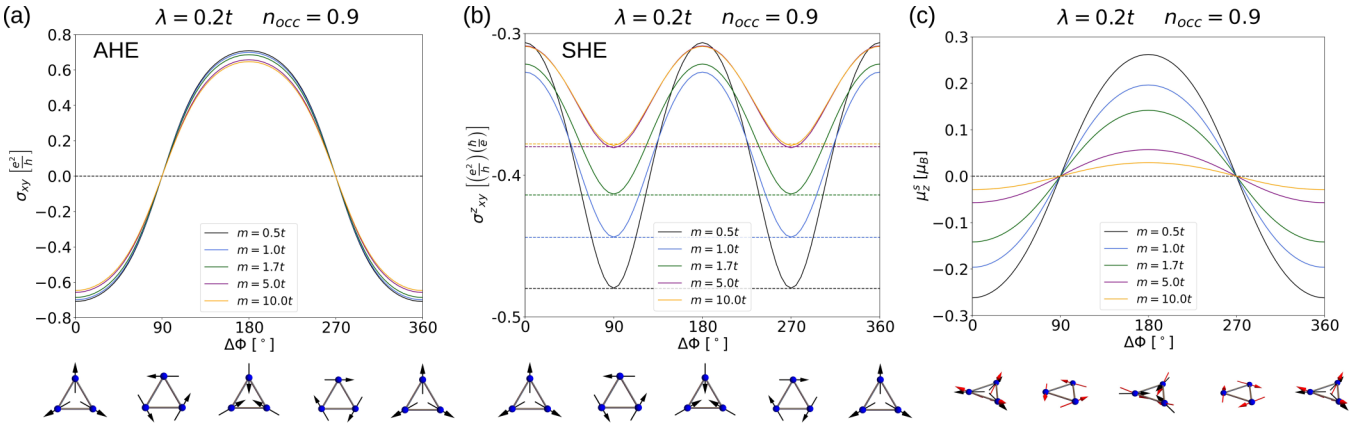 (a)
λ = 0.2t n_occ = 0.9
AHE
σ_xy [e²/ħ]
0.8
0.6
0.4
0.2
0.0
−0.2
−0.4
−0.6
−0.8
m = 0.5t
m = 1.0t
m = 1.7t
m = 5.0t
m = 10.0t
0 90 180 270 360
ΔΦ [°]
(b)
λ = 0.2t n_occ = 0.9
SHE
σ^z_xy [(e²/ħ)(ħ/e)]
−0.3
−0.4
−0.5
m = 0.5t
m = 1.0t
m = 1.7t
m = 5.0t
m = 10.0t
0 90 180 270 360
ΔΦ [°]
(c)
λ = 0.2t n_occ = 0.9
μ^s_z [μ_B]
0.3
0.2
0.1
0.0
−0.1
−0.2
−0.3
m = 0.5t
m = 1.0t
m = 1.7t
m = 5.0t
m = 10.0t
0 90 180 270 360
ΔΦ [°]